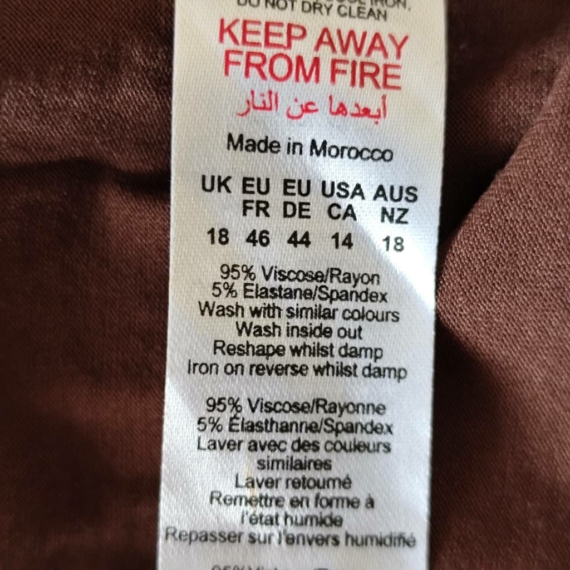 DO NOT DRY CLEAN
KEEP AWAY
FROM FIRE
أبعدها عن النار
Made in Morocco
UK EU EU USA AUS
FR DE CA NZ
18 46 44 14 18
95% Viscose/Rayon
5% Elastane/Spandex
Wash with similar colours
Wash inside out
Reshape whilst damp
Iron on reverse whilst damp
95% Viscose/Rayonne
5% Élasthanne/Spandex
Laver avec des couleurs
similaires
Laver retourné
Remettre en forme à
l'état humide
Repasser sur l'envers humidifié